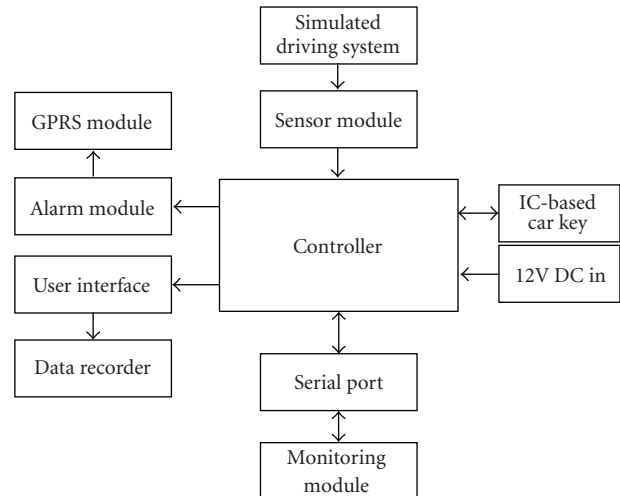 Simulated
driving system
GPRS module
Sensor module
Alarm module
IC-based
car key
Controller
12V DC in
User interface
Data recorder
Serial port
Monitoring
module